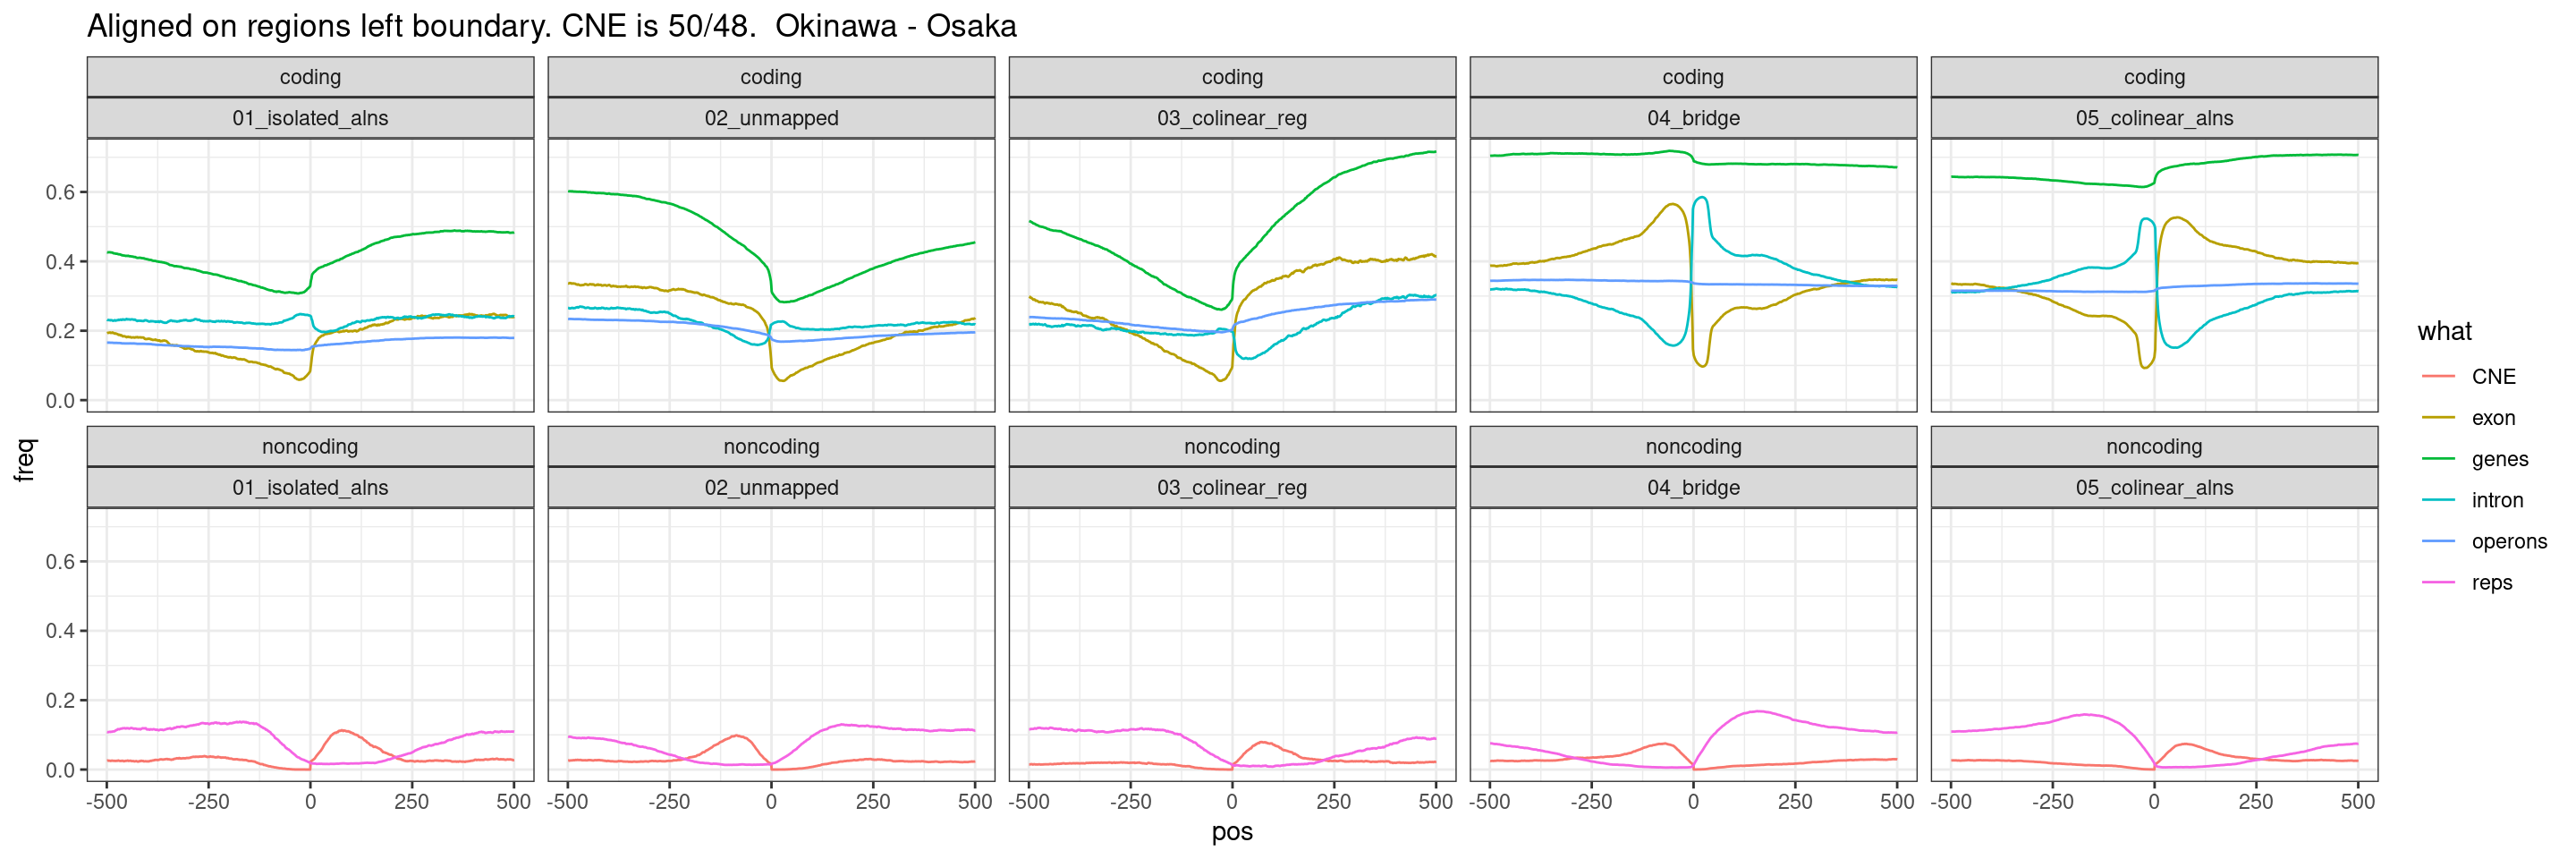 Aligned on regions left boundary. CNE is 50/48.  Okinawa - Osaka
coding coding coding coding coding
01_isolated_alns 02_unmapped 03_colinear_reg 04_bridge 05_colinear_alns
0.6
0.4
0.2
0.0
freq
noncoding noncoding noncoding noncoding noncoding
01_isolated_alns 02_unmapped 03_colinear_reg 04_bridge 05_colinear_alns
0.6
0.4
0.2
0.0
-500 -250 0 250 500 -500 -250 0 250 500 -500 -250 0 250 500 -500 -250 0 250 500 -500 -250 0 250 500
pos
what
CNE
exon
genes
intron
operons
reps